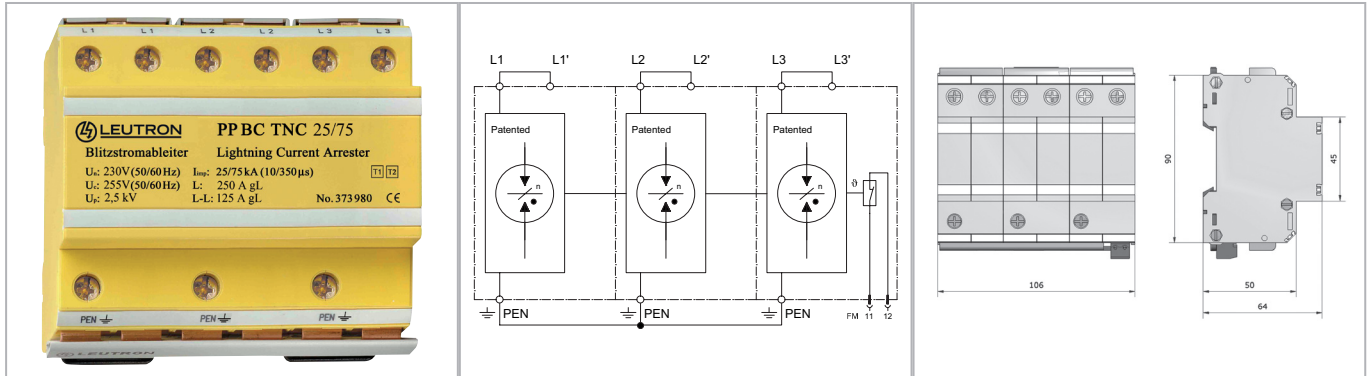 L1 L1 L2 L2 L3 L3
LEUTRON PP BC TNC 25/75
Blitzstromableiter Lightning Current Arrester
Uₙ: 230V(50/60Hz) Iimp: 25/75kA (10/350µs) T1 T2
U꜀: 255V(50/60Hz) L: 250 A gL
Uₚ: 2,5 kV L-L: 125 A gL No. 373 980 CE
PEN PEN PEN
LEUTRON
L1 L1' L2 L2' L3 L3'
Patented Patented Patented
n n n ϑ
PEN PEN PEN FM 11 12
90
45
106
50
64